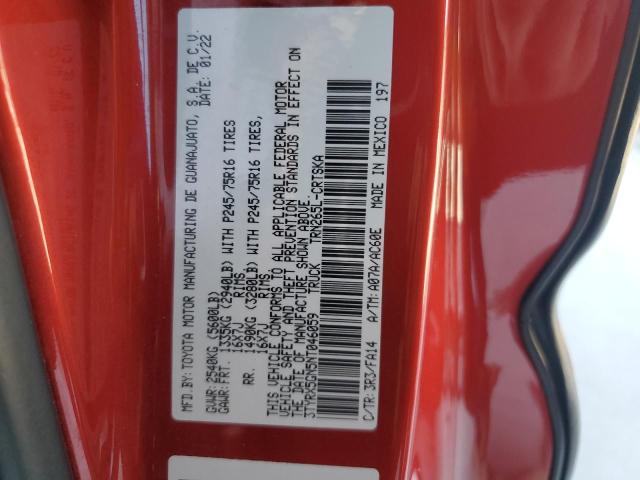 MFD.BY: TOYOTA MOTOR MANUFACTURING DE GUANAJUATO, S.A. DE C.V.
DATE: 01/22
GVWR: 2540KG (5600LB)
GAWR: FRT. 1335KG (2940LB) WITH P245/75R16 TIRES,
16X7J RIMS,
RR. 1490KG (3280LB) WITH P245/75R16 TIRES,
16X7J RIMS.
THIS VEHICLE CONFORMS TO ALL APPLICABLE FEDERAL MOTOR
VEHICLE SAFETY AND THEFT PREVENTION STANDARDS IN EFFECT ON
THE DATE OF MANUFACTURE SHOWN ABOVE.
3TYRX5GN5NT046059 TRUCK TRN265L-CRTSKA
C/TR: 3R3/FA14 A/TM: A07A/AC60E MADE IN MEXICO 197